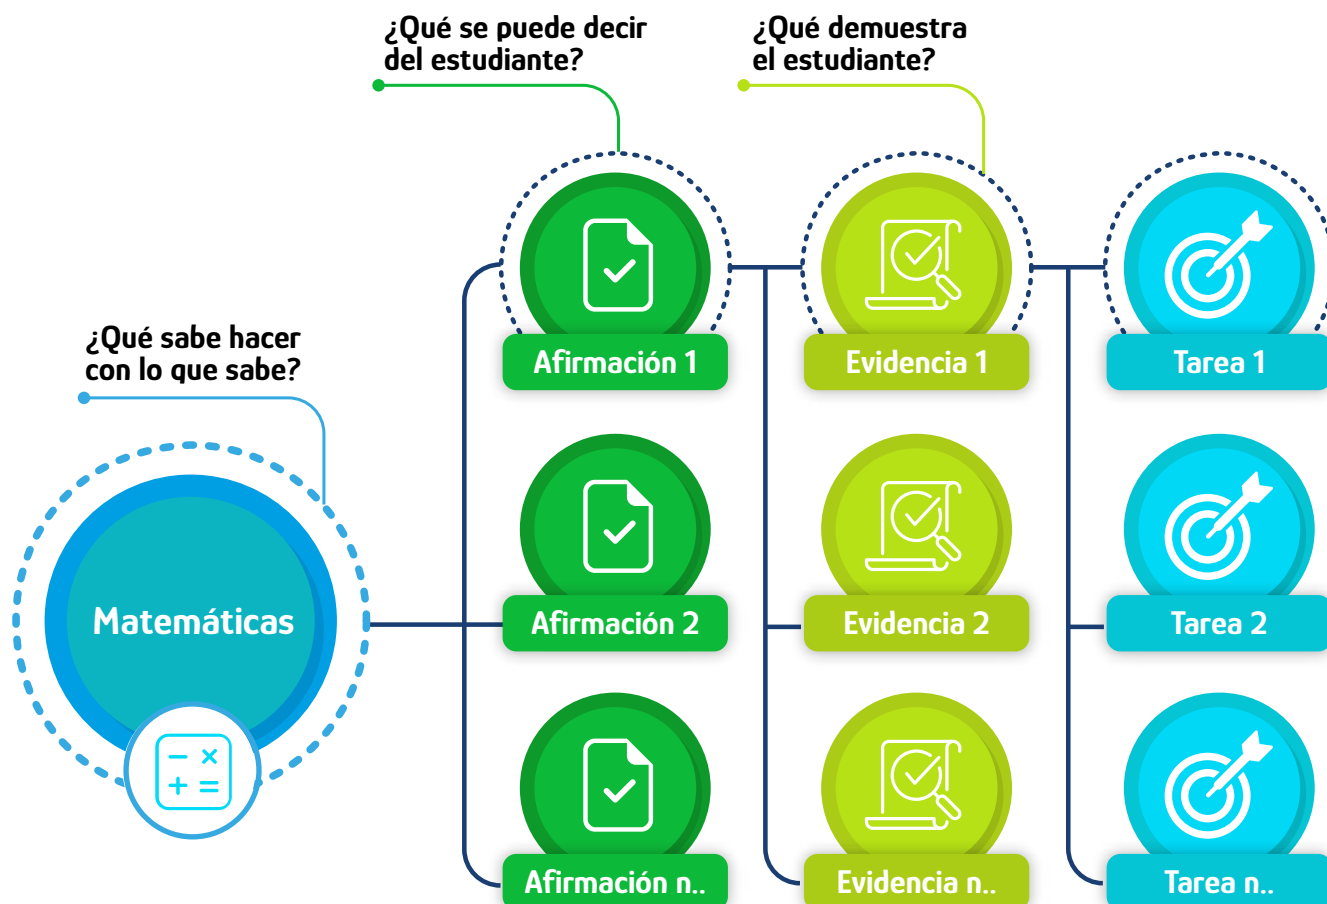 ¿Qué se puede decir
del estudiante?
¿Qué demuestra
el estudiante?
¿Qué sabe hacer
con lo que sabe?
Matemáticas
Afirmación 1
Evidencia 1
Tarea 1
Afirmación 2
Evidencia 2
Tarea 2
Afirmación n..
Evidencia n..
Tarea n..